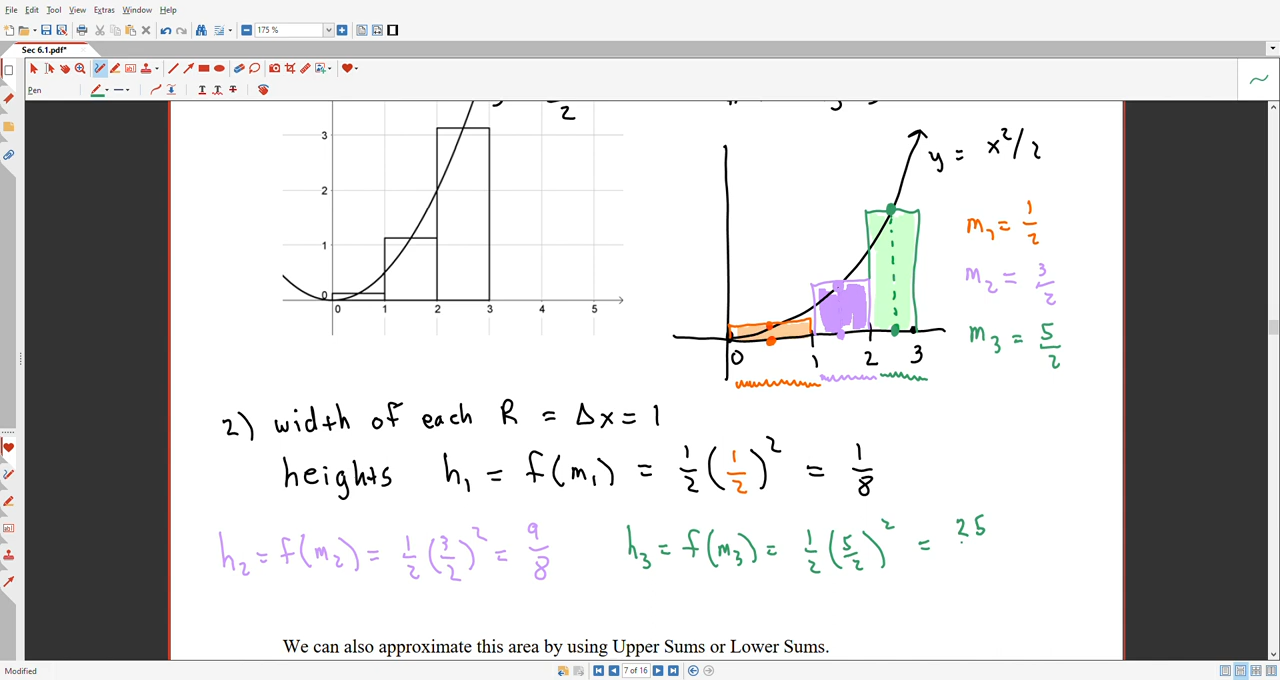 File Edit Tool View Extras Window Help
175 %
Sec 6.1.pdf*
Pen
2
y = x²/2
3
2
1
0
0 1 2 3 4 5
0 1 2 3
m₁ = 1/2
m₂ = 3/2
m₃ = 5/2
2) width of each R = Δx = 1
heights h₁ = f(m₁) = 1/2 (1/2)² = 1/8
h₂ = f(m₂) = 1/2 (3/2)² = 9/8 h₃ = f(m₃) = 1/2 (5/2)² = 25
We can also approximate this area by using Upper Sums or Lower Sums.
Modified 7 of 16